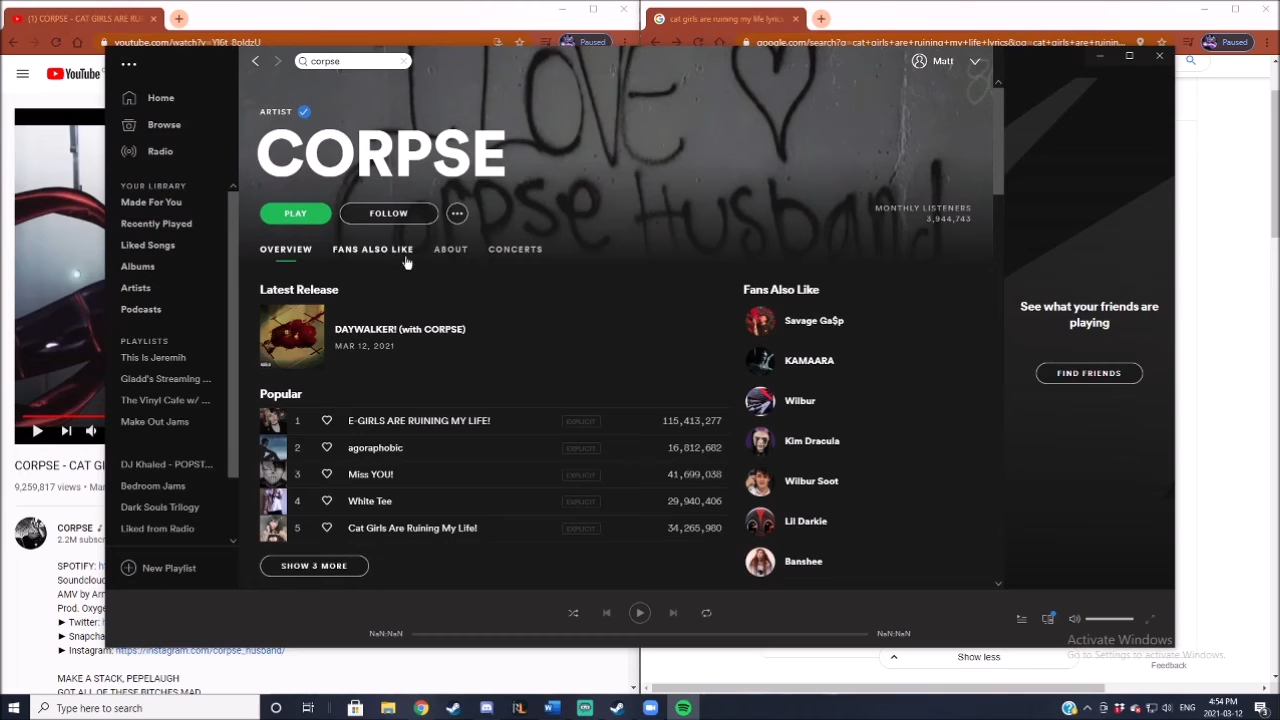 (1) CORPSE - CAT GIRLS ARE RUI
cat girls are ruining my life lyrics
Paused
google.com/search?q=cat+girls+are+ruining+my+life+lyrics&oq=cat+girls+are+ruinin...
Paused
YouTube
corpse
Matt
Home
Browse
Radio
YOUR LIBRARY
Made For You
Recently Played
Liked Songs
Albums
Artists
Podcasts
PLAYLISTS
This Is Jeremih
Gladd's Streaming ...
The Vinyl Cafe w/ ...
Make Out Jams
DJ Khaled - POPST...
Bedroom Jams
Dark Souls Trilogy
Liked from Radio
New Playlist
ARTIST
LOVE
Corpse Husband
CORPSE
MONTHLY LISTENERS
3,944,743
PLAY
FOLLOW
OVERVIEW
FANS ALSO LIKE
ABOUT
CONCERTS
Latest Release
DAYWALKER! (with CORPSE)
MAR 12, 2021
Popular
1 E-GIRLS ARE RUINING MY LIFE! EXPLICIT 115,413,277
2 agoraphobic EXPLICIT 16,812,682
3 Miss YOU! EXPLICIT 41,699,038
4 White Tee EXPLICIT 29,940,406
5 Cat Girls Are Ruining My Life! EXPLICIT 34,265,980
SHOW 3 MORE
Fans Also Like
Savage Ga$p
KAMAARA
Wilbur
Kim Dracula
Wilbur Soot
Lil Darkie
Banshee
See what your friends are
playing
FIND FRIENDS
NaN:NaN
NaN:NaN
CORPSE - CAT GI
9,259,817 views • Mar
CORPSE
2.2M subscr
SPOTIFY: h
Soundcloud
AMV by Arn
Prod. Oxyge
► Twitter: h
► Snapcha
► Instagram: https://instagram.com/corpse_husband/
MAKE A STACK, PEPELAUGH
GOT ALL OF THESE BITCHES MAD
Show less
Feedback
Activate Windows
Go to Settings to activate Windows.
Type here to search
ENG
4:54 PM
2021-03-12